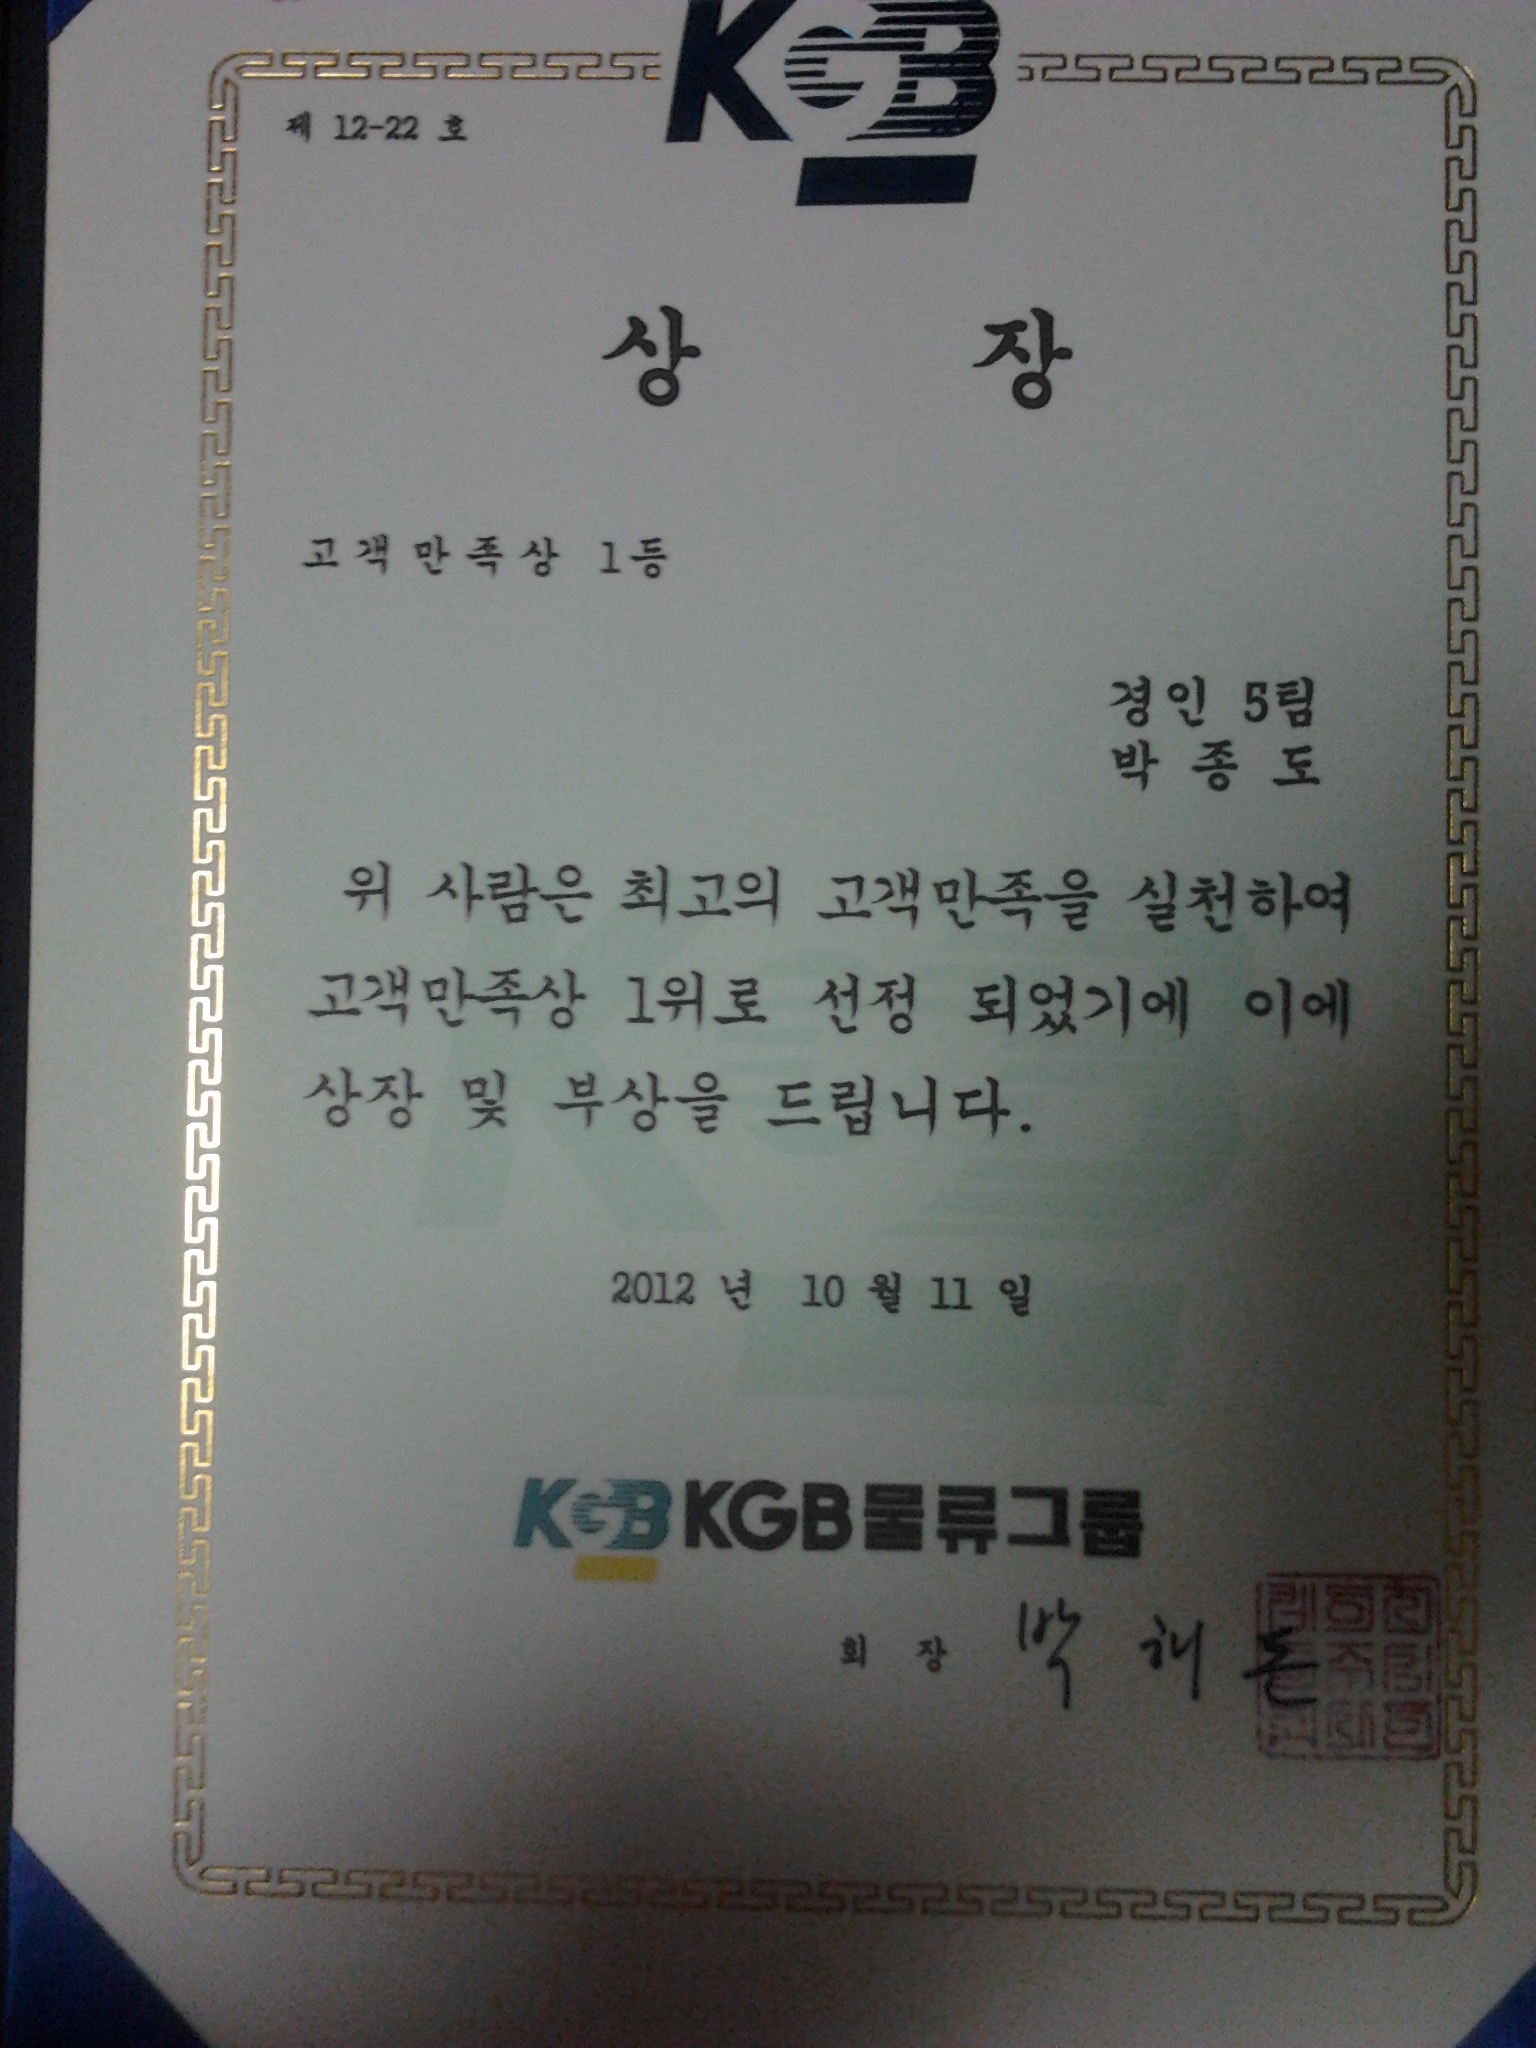 KGB
제 12-22 호
상 장
고객만족상 1등
경인 5팀
박 종 도
위 사람은 최고의 고객만족을 실천하여
고객만족상 1위로 선정 되었기에 이에
상장 및 부상을 드립니다.
2012 년 10 월 11 일
KGB KGB물류그룹
회 장 박 해 돈